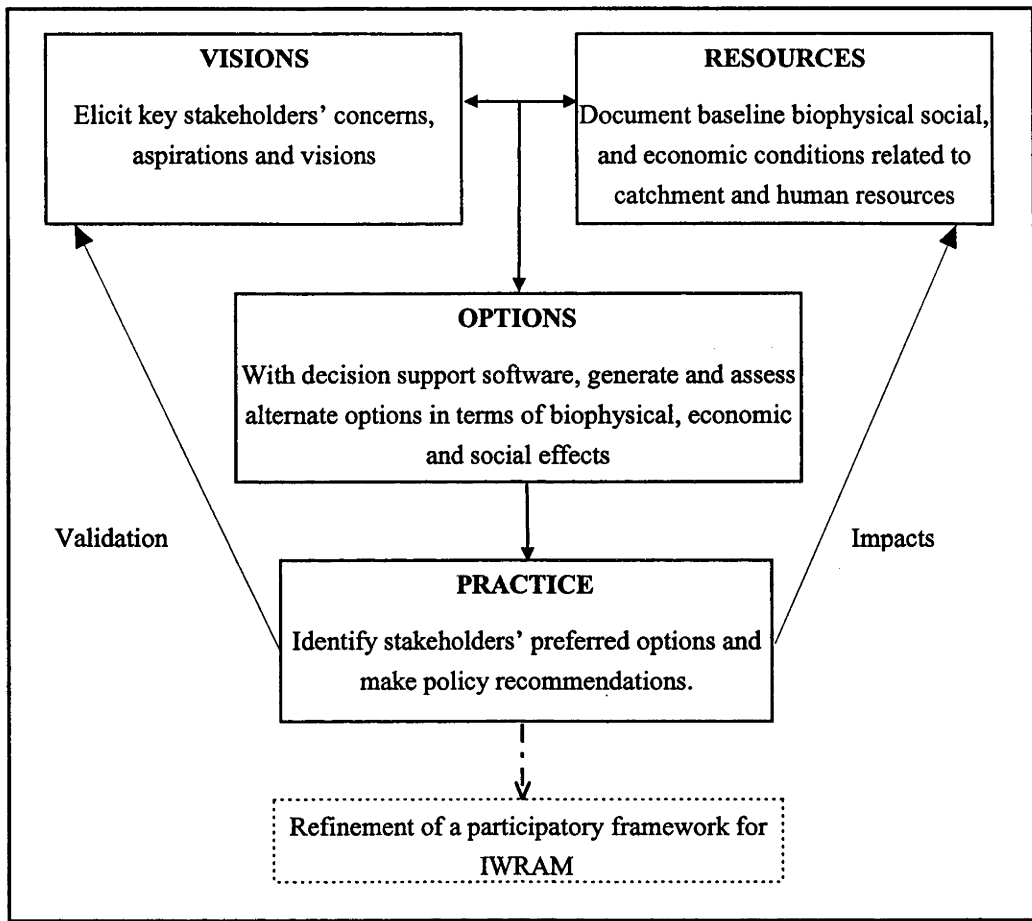 VISIONS
Elicit key stakeholders' concerns,
aspirations and visions
RESOURCES
Document baseline biophysical social,
and economic conditions related to
catchment and human resources
OPTIONS
With decision support software, generate and assess
alternate options in terms of biophysical, economic
and social effects
Validation
Impacts
PRACTICE
Identify stakeholders' preferred options and
make policy recommendations.
Refinement of a participatory framework for
IWRAM